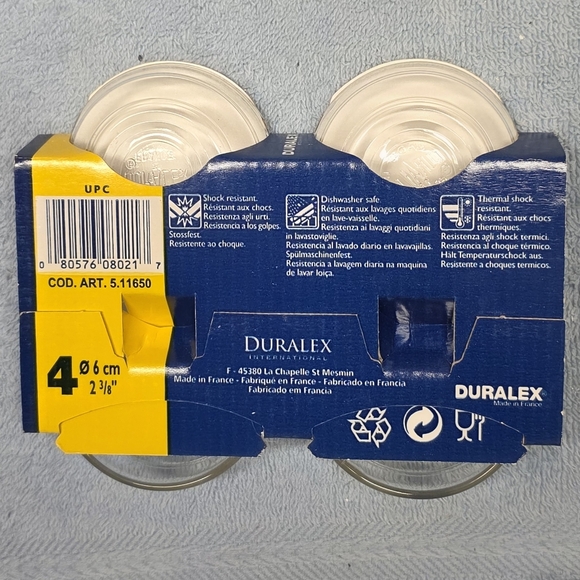 UPC
0 80576 08021 7
COD. ART. 5.11650
4 Ø 6 cm
2 3/8"
Shock resistant.
Résistant aux chocs.
Resistenza agli urti.
Resistencia a los golpes.
Stossfest.
Resistente ao choque.
Dishwasher safe.
Résistant aux lavages quotidiens
en lave-vaisselle.
Resistenza ai lavaggi quotidiani
in lavastoviglie.
Resistencia al lavado diario en lavavajillas.
Spülmaschinenfest.
Resistente a lavagem diaria na maquina
de lavar loiça.
Thermal shock
resistant.
Résistant aux chocs
thermiques.
Resistenza agli shock termici.
Resistencia al choque térmico.
Hält Temperaturschock aus.
Resistente a choques termicos.
DURALEX
INTERNATIONAL
F - 45380 La Chapelle St Mesmin
Made in France - Fabriqué en France - Fabricado en Francia
Fabricado em Francia
DURALEX
Made in France
DURALEX